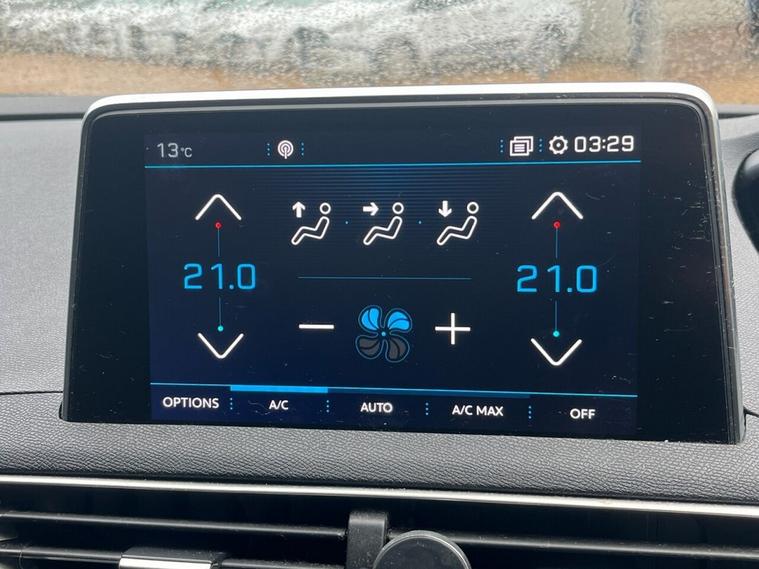 13°C 03:29
21.0 21.0
OPTIONS A/C AUTO A/C MAX OFF